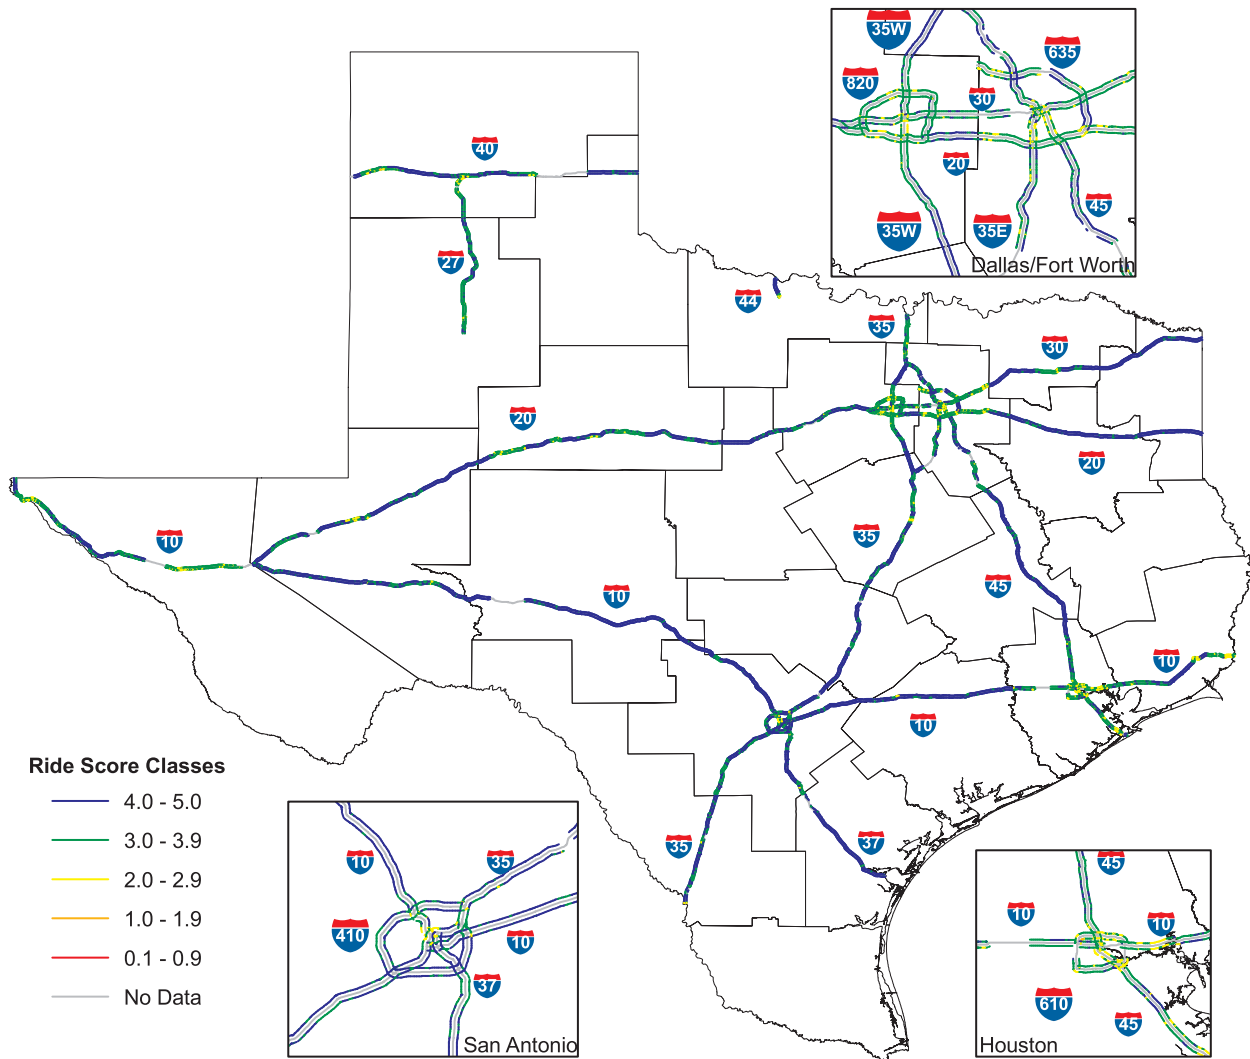 35W
635
820
30
20
45
35W
35E
Dallas/Fort Worth
40
27
44
35
30
20
20
10
35
10
45
10
10
35
37
Ride Score Classes
4.0 - 5.0
3.0 - 3.9
2.0 - 2.9
1.0 - 1.9
0.1 - 0.9
No Data
10
35
410
10
37
San Antonio
45
10
10
610
45
Houston